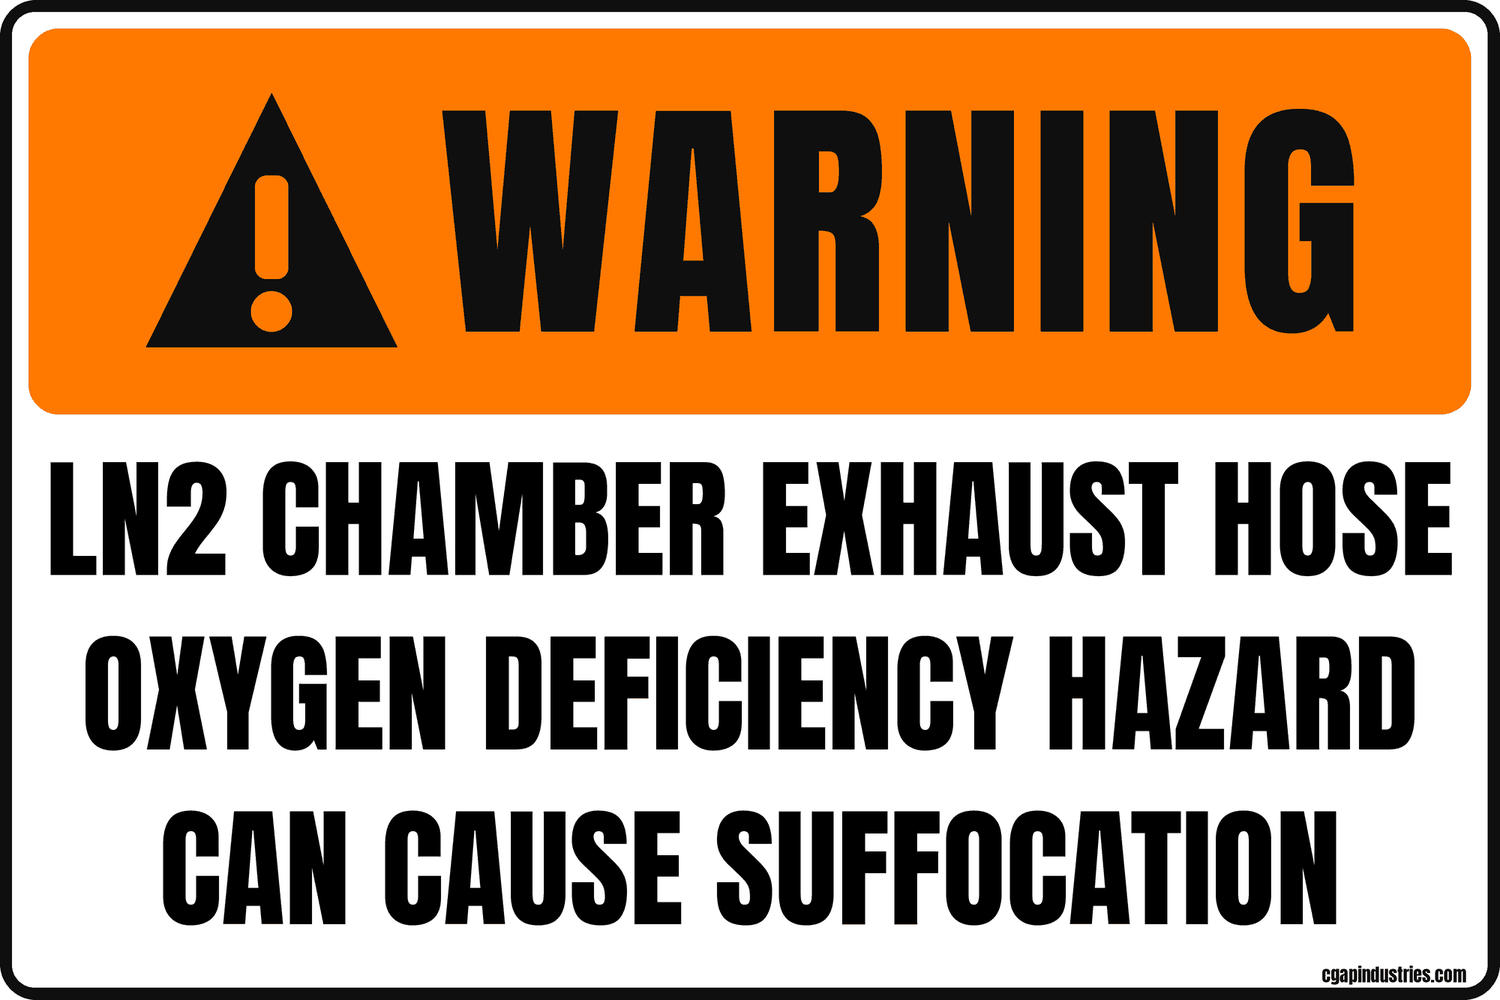 WARNING
LN2 CHAMBER EXHAUST HOSE
OXYGEN DEFICIENCY HAZARD
CAN CAUSE SUFFOCATION
cgapindustries.com